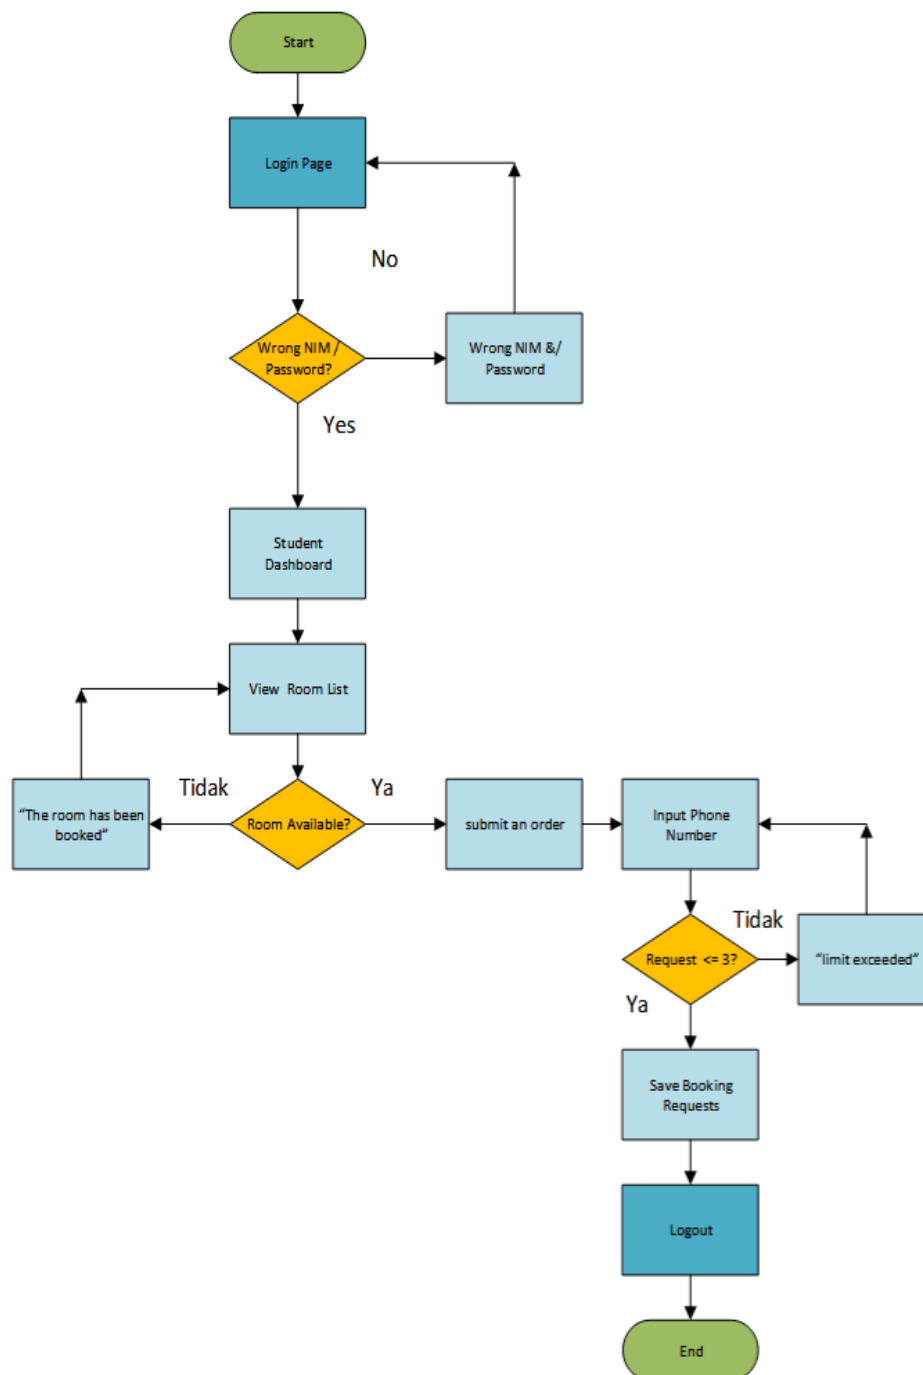 Start
Login Page
No
Wrong NIM /
Password?
Wrong NIM &/
Password
Yes
Student
Dashboard
View Room List
Tidak
Ya
"The room has been
booked"
Room Available?
submit an order
Input Phone
Number
Tidak
Request <= 3?
"limit exceeded"
Ya
Save Booking
Requests
Logout
End